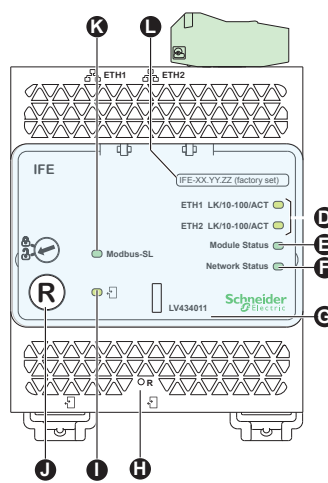 K
L
ETH1
ETH2
IFE
IFE-XX.YY.ZZ (factory set)
ETH1 LK/10-100/ACT
D
ETH2 LK/10-100/ACT
Module Status
E
Modbus-SL
Network Status
F
R
LV434011
Schneider
Electric
G
R
J
I
H